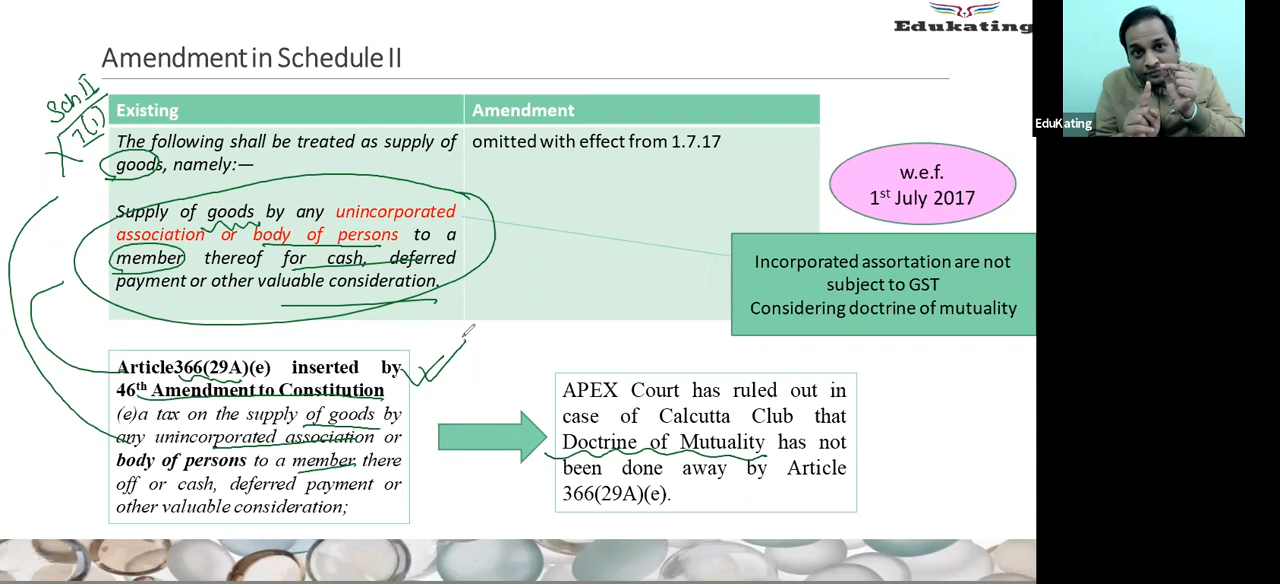 Edukating
Amendment in Schedule II
Sch II
7(1)
Existing
Amendment
The following shall be treated as supply of
goods, namely:—
omitted with effect from 1.7.17
Supply of goods by any unincorporated
association or body of persons to a
member thereof for cash, deferred
payment or other valuable consideration.
w.e.f.
1st July 2017
Incorporated assortation are not
subject to GST
Considering doctrine of mutuality
Article366(29A)(e) inserted by
46th Amendment to Constitution
(e)a tax on the supply of goods by
any unincorporated association or
body of persons to a member there
off or cash, deferred payment or
other valuable consideration;
APEX Court has ruled out in
case of Calcutta Club that
Doctrine of Mutuality has not
been done away by Article
366(29A)(e).
EduKating